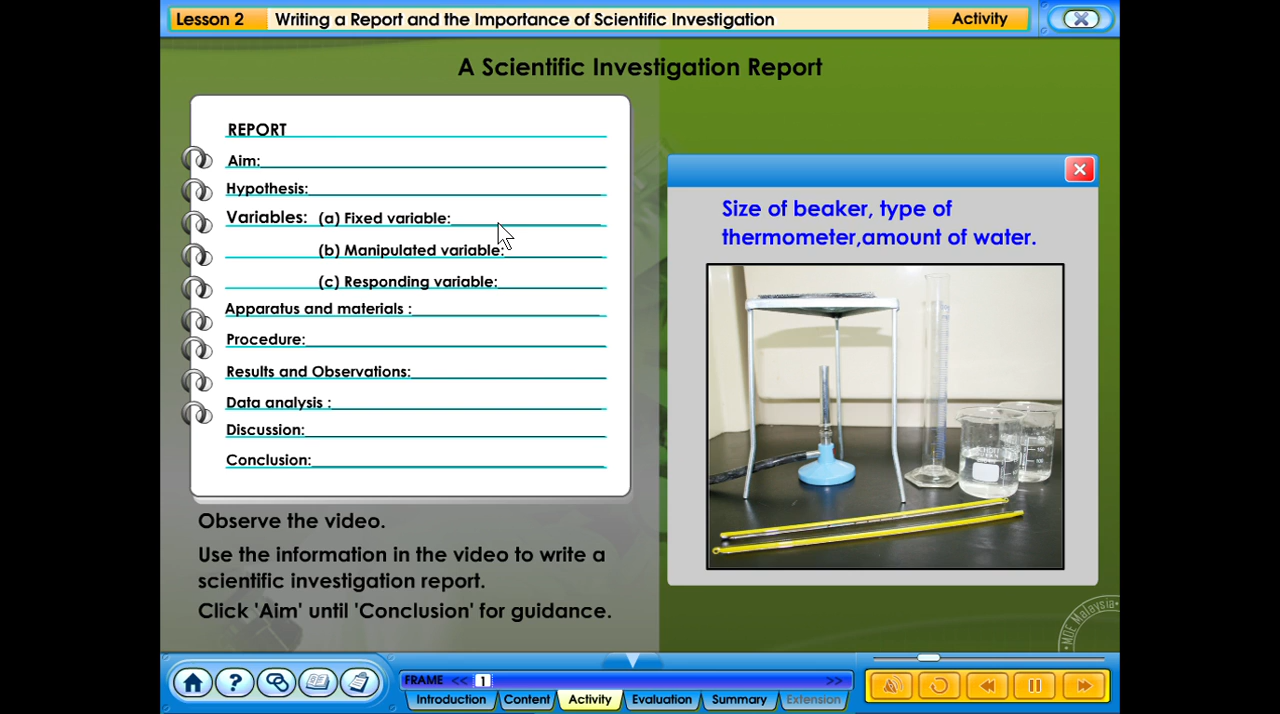 Lesson 2
Writing a Report and the Importance of Scientific Investigation
Activity
A Scientific Investigation Report
REPORT
Aim:
Hypothesis:
Variables: (a) Fixed variable:
(b) Manipulated variable:
(c) Responding variable:
Apparatus and materials :
Procedure:
Results and Observations:
Data analysis :
Discussion:
Conclusion:
Size of beaker, type of
thermometer,amount of water.
Observe the video.
Use the information in the video to write a
scientific investigation report.
Click 'Aim' until 'Conclusion' for guidance.
MOE Malaysia
FRAME << 1 >>
Introduction Content Activity Evaluation Summary Extension